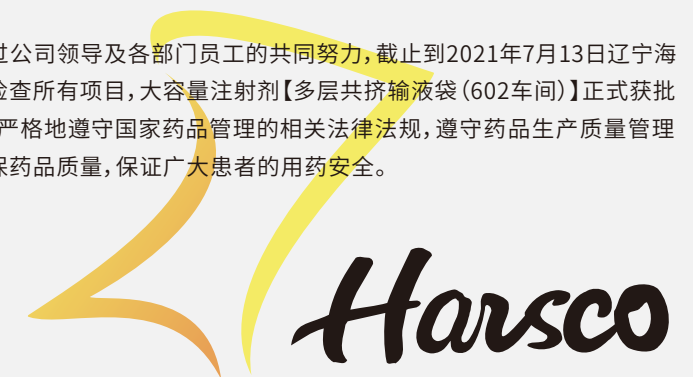 过公司领导及各部门员工的共同努力，截止到2021年7月13日辽宁海
检查所有项目，大容量注射剂【多层共挤输液袋（602车间）】正式获批
严格地遵守国家药品管理的相关法律法规，遵守药品生产质量管理
保药品质量，保证广大患者的用药安全。
27
Harsco